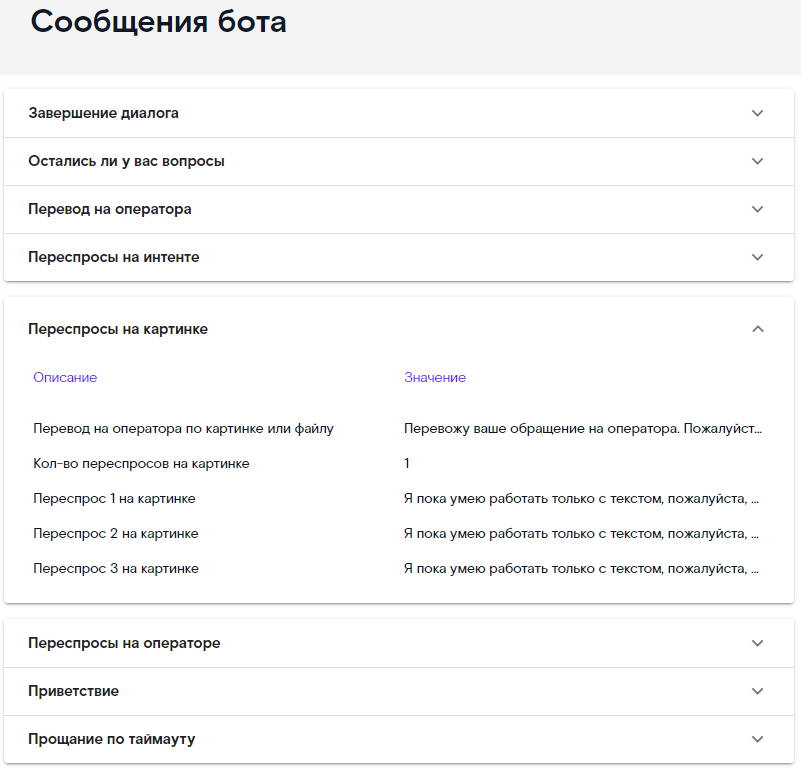 Сообщения бота
Завершение диалога
Остались ли у вас вопросы
Перевод на оператора
Переспросы на интенте
Переспросы на картинке
Описание Значение
Перевод на оператора по картинке или файлу Перевожу ваше обращение на оператора. Пожалуйст...
Кол-во переспросов на картинке 1
Переспрос 1 на картинке Я пока умею работать только с текстом, пожалуйста, ...
Переспрос 2 на картинке Я пока умею работать только с текстом, пожалуйста, ...
Переспрос 3 на картинке Я пока умею работать только с текстом, пожалуйста, ...
Переспросы на операторе
Приветствие
Прощание по таймауту